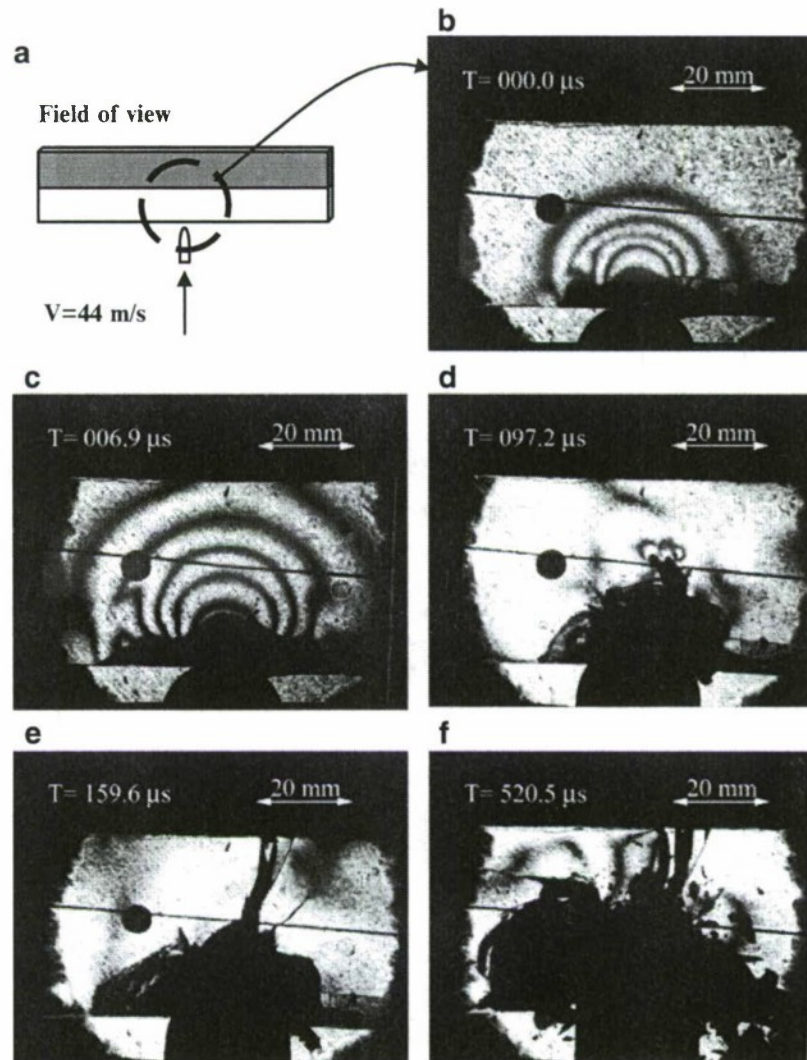 a
Field of view
V=44 m/s
b
T= 000.0 µs
20 mm
c
T= 006.9 µs
20 mm
d
T= 097.2 µs
20 mm
e
T= 159.6 µs
20 mm
f
T= 520.5 µs
20 mm